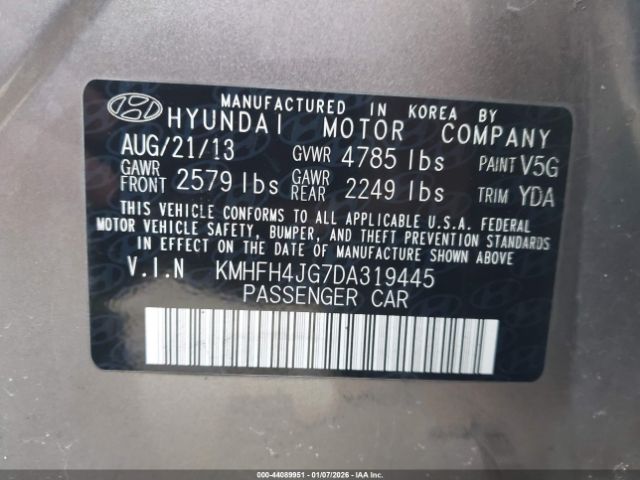 MANUFACTURED IN KOREA BY
HYUNDAI MOTOR COMPANY
AUG/21/13 GVWR 4785 lbs PAINT V5G
GAWR FRONT 2579 lbs GAWR REAR 2249 lbs TRIM YDA
THIS VEHICLE CONFORMS TO ALL APPLICABLE U.S.A. FEDERAL
MOTOR VEHICLE SAFETY, BUMPER, AND THEFT PREVENTION STANDARDS
IN EFFECT ON THE DATE OF MANUFACTURE SHOWN ABOVE.
V.I.N KMHFH4JG7DA319445
PASSENGER CAR
000-44089951 - 01/07/2026 - IAAI.COM